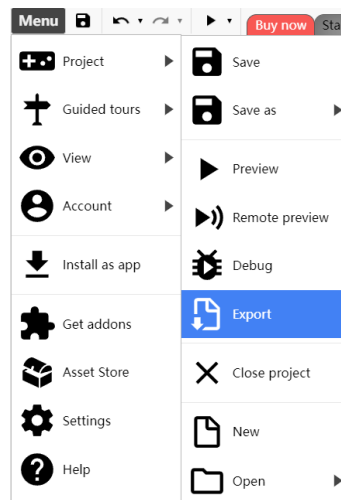 Menu
Buy now
Sta
Project
Guided tours
View
Account
Install as app
Get addons
Asset Store
Settings
Help
Save
Save as
Preview
Remote preview
Debug
Export
Close project
New
Open